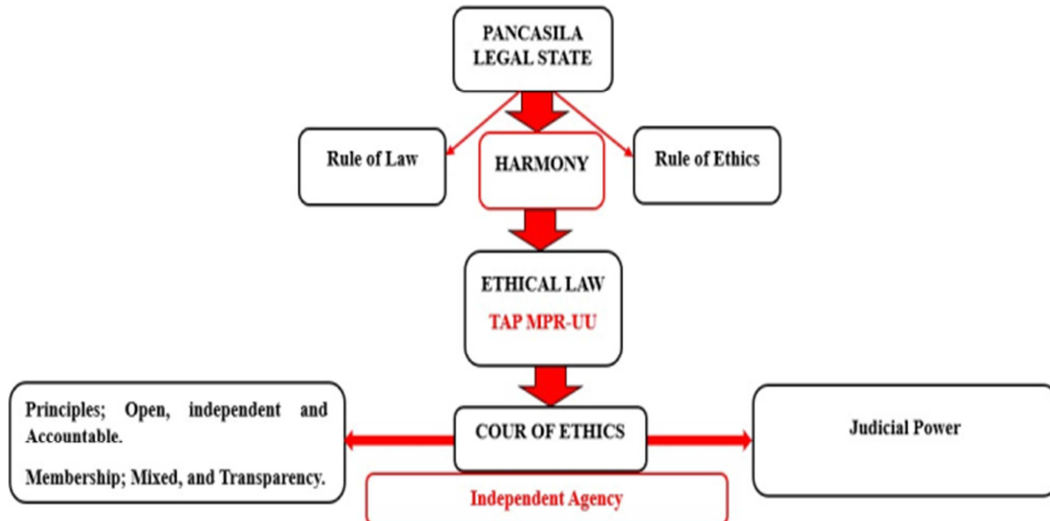 PANCASILA
LEGAL STATE
Rule of Law
HARMONY
Rule of Ethics
ETHICAL LAW
TAP MPR-UU
Principles; Open, independent and
Accountable.
Membership; Mixed, and Transparency.
COUR OF ETHICS
Judicial Power
Independent Agency